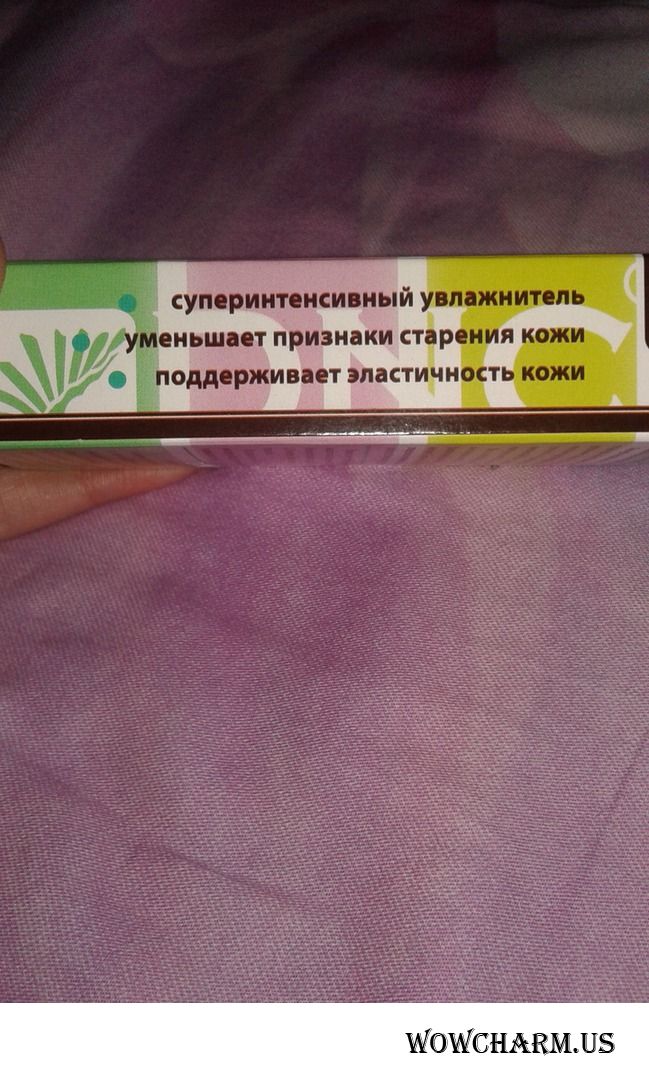 суперинтенсивный увлажнитель
уменьшает признаки старения кожи
поддерживает эластичность кожи
DNC
WOWCHARM.US